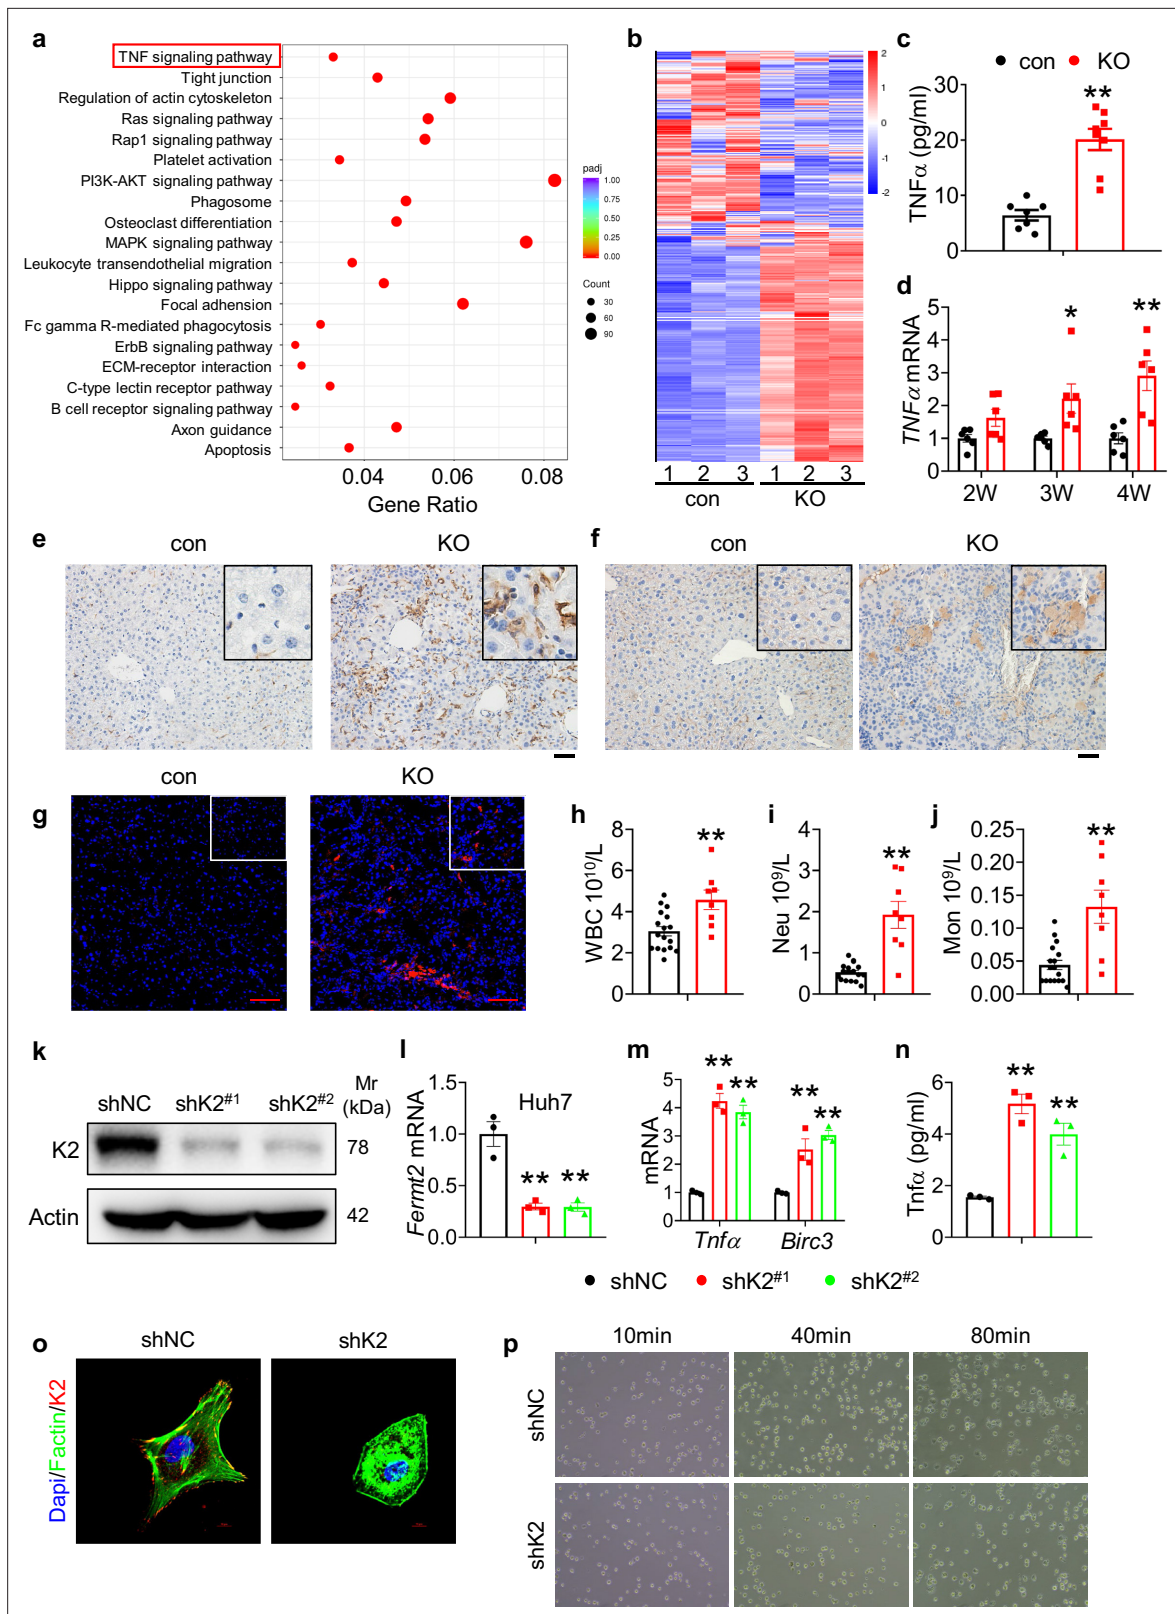 a
TNF signaling pathway
Tight junction
Regulation of actin cytoskeleton
Ras signaling pathway
Rap1 signaling pathway
Platelet activation
PI3K-AKT signaling pathway
Phagosome
Osteoclast differentiation
MAPK signaling pathway
Leukocyte transendothelial migration
Hippo signaling pathway
Focal adhension
Fc gamma R-mediated phagocytosis
ErbB signaling pathway
ECM-receptor interaction
C-type lectin receptor pathway
B cell receptor signaling pathway
Axon guidance
Apoptosis
0.04 0.06 0.08
Gene Ratio
padj
1.00
0.75
0.50
0.25
0.00
Count
30
60
90
b
2
1
0
-1
-2
1 2 3 1 2 3
con KO
c
con KO
TNFα (pg/ml)
30
20
10
0
**
d
TNFα mRNA
5
4
3
2
1
0
* **
2W 3W 4W
e
con KO
f
con KO
g
con KO
h
WBC 10¹⁰/L
8
6
4
2
0
**
i
Neu 10⁹/L
4
3
2
1
0
**
j
Mon 10⁹/L
0.25
0.20
0.15
0.10
0.05
0.00
**
k
shNC shK2#1 shK2#2
Mr
(kDa)
K2 78
Actin 42
l
Fermt2 mRNA
1.5
1.0
0.5
0.0
Huh7
** **
m
mRNA
5
4
3
2
1
0
** ** ** **
Tnfα Birc3
n
Tnfα (pg/ml)
6
4
2
0
** **
shNC shK2#1 shK2#2
o
shNC shK2
Dapi/Factin/K2
p
10min 40min 80min
shNC
shK2